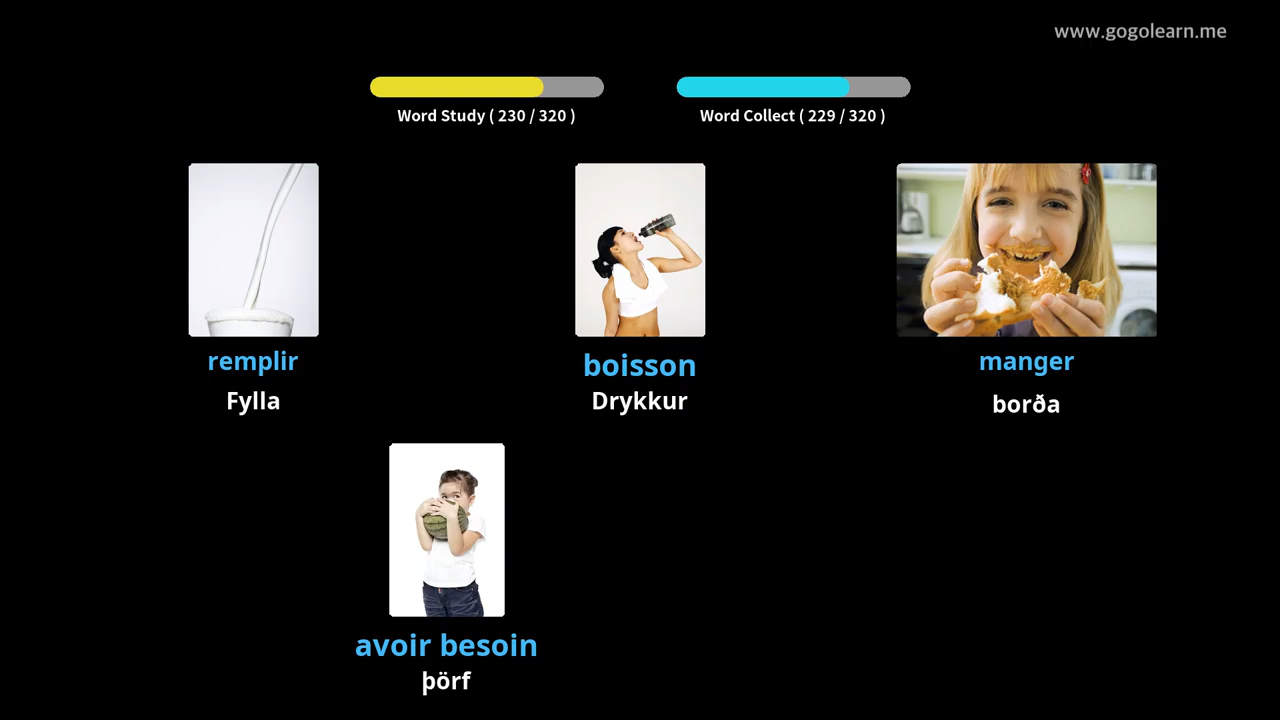 www.gogolearn.me
Word Study ( 230 / 320 )
Word Collect ( 229 / 320 )
remplir
Fylla
boisson
Drykkur
manger
borða
avoir besoin
þörf